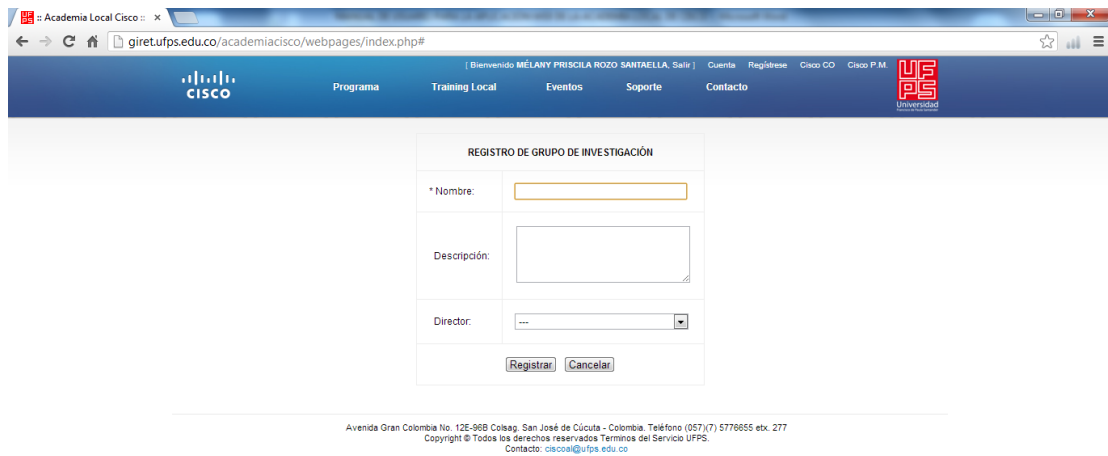 :: Academia Local Cisco ::
giret.ufps.edu.co/academiacisco/webpages/index.php#
[ Bienvenido MÉLANY PRISCILA ROZO SANTAELLA, Salir ] Cuenta Regístrese Cisco CO Cisco P.M.
CISCO
Programa Training Local Eventos Soporte Contacto
UFPS
Universidad
REGISTRO DE GRUPO DE INVESTIGACIÓN
* Nombre:
Descripción:
Director: ---
Registrar Cancelar
Avenida Gran Colombia No. 12E-96B Colsag. San José de Cúcuta - Colombia. Teléfono (057)(7) 5776655 etx. 277
Copyright © Todos los derechos reservados Terminos del Servicio UFPS.
Contacto: ciscoal@ufps.edu.co